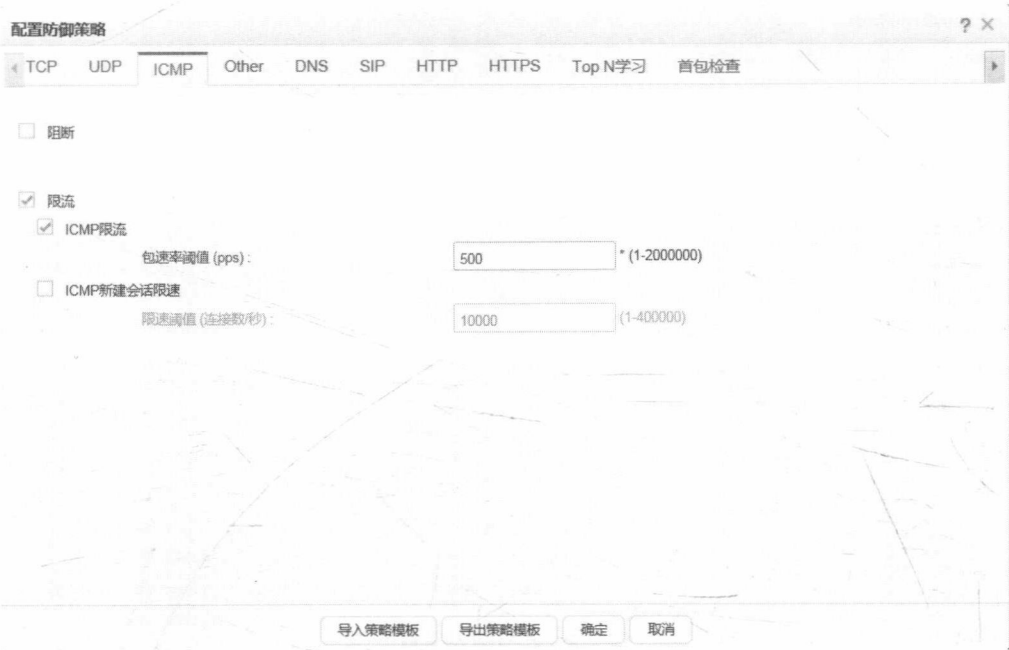 配置防御策略 ? ×
TCP UDP ICMP Other DNS SIP HTTP HTTPS Top N学习 首包检查
阻断
限流
ICMP限流
包速率阈值 (pps) : 500 * (1-2000000)
ICMP新建会话限速
限速阈值 (连接数/秒) : 10000 (1-400000)
导入策略模板 导出策略模板 确定 取消